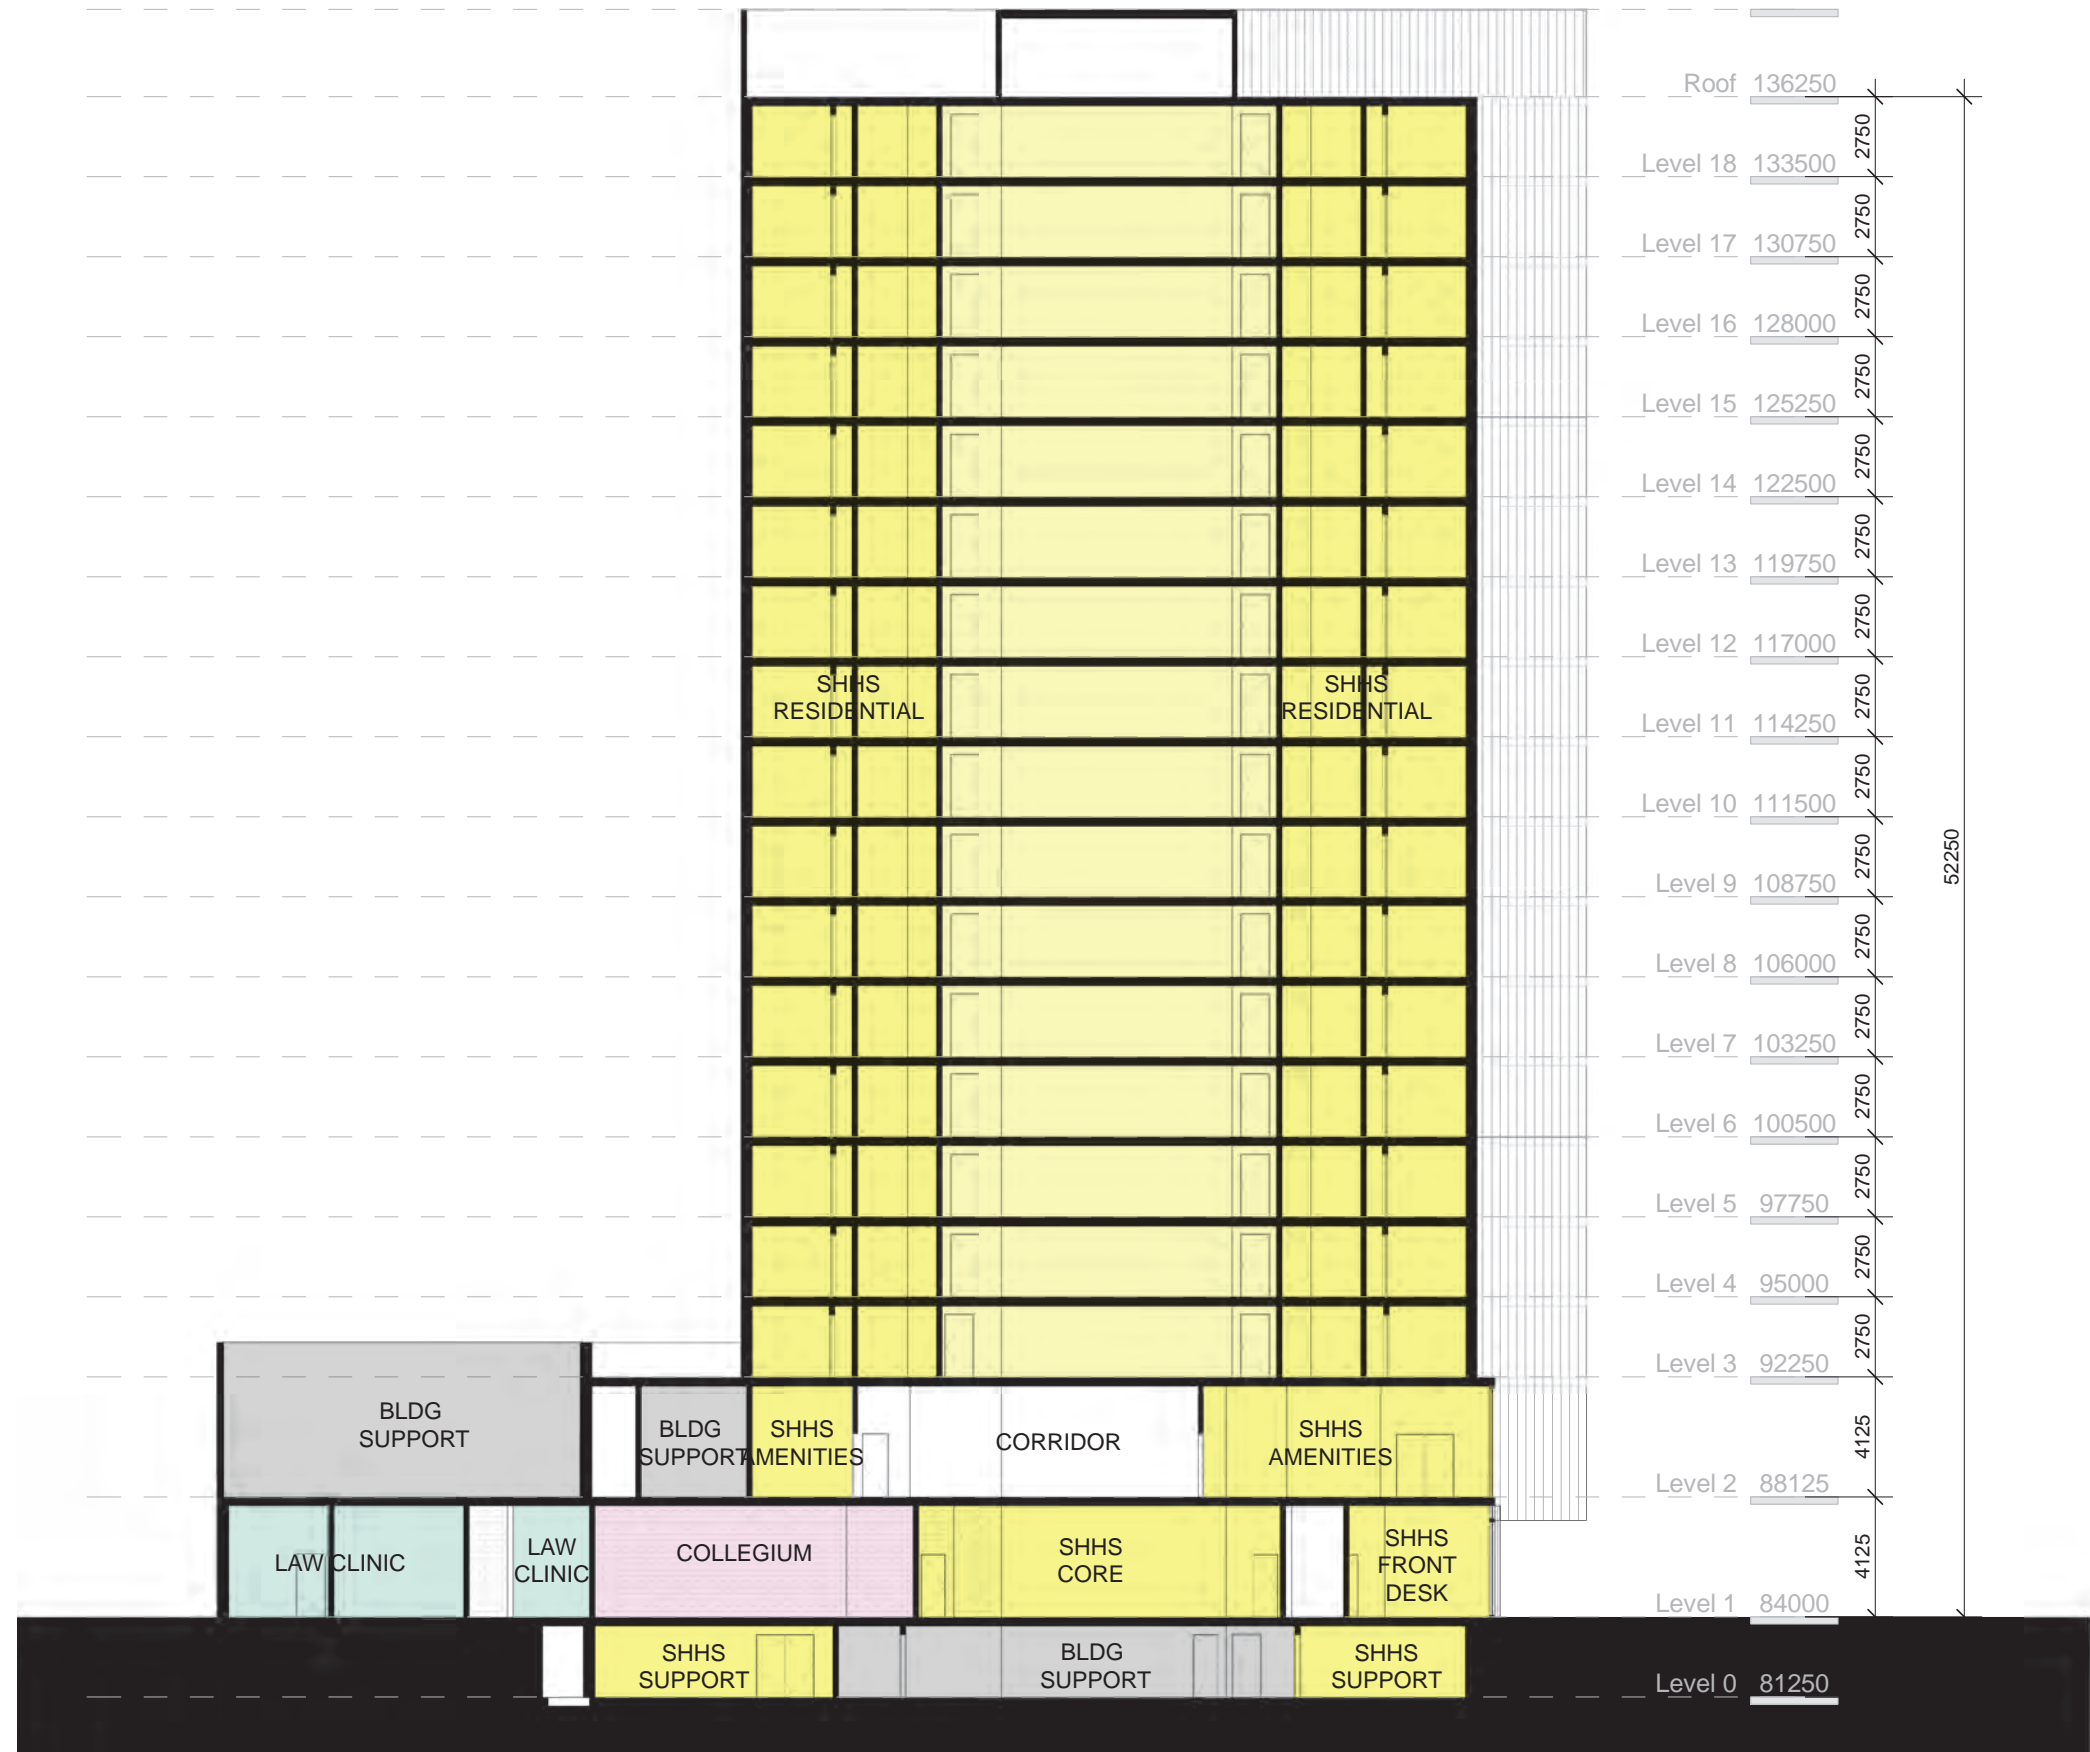 Roof 136250
2750
Level 18 133500
2750
Level 17 130750
2750
Level 16 128000
2750
Level 15 125250
2750
Level 14 122500
2750
Level 13 119750
2750
Level 12 117000
SHHS
RESIDENTIAL
SHHS
RESIDENTIAL
2750
Level 11 114250
2750
Level 10 111500
2750
52250
Level 9 108750
2750
Level 8 106000
2750
Level 7 103250
2750
Level 6 100500
2750
Level 5 97750
2750
Level 4 95000
2750
Level 3 92250
BLDG
SUPPORT
BLDG
SUPPORT
SHHS
AMENITIES
CORRIDOR
SHHS
AMENITIES
4125
Level 2 88125
LAW CLINIC
LAW
CLINIC
COLLEGIUM
SHHS
CORE
SHHS
FRONT
DESK
4125
Level 1 84000
SHHS
SUPPORT
BLDG
SUPPORT
SHHS
SUPPORT
Level 0 81250